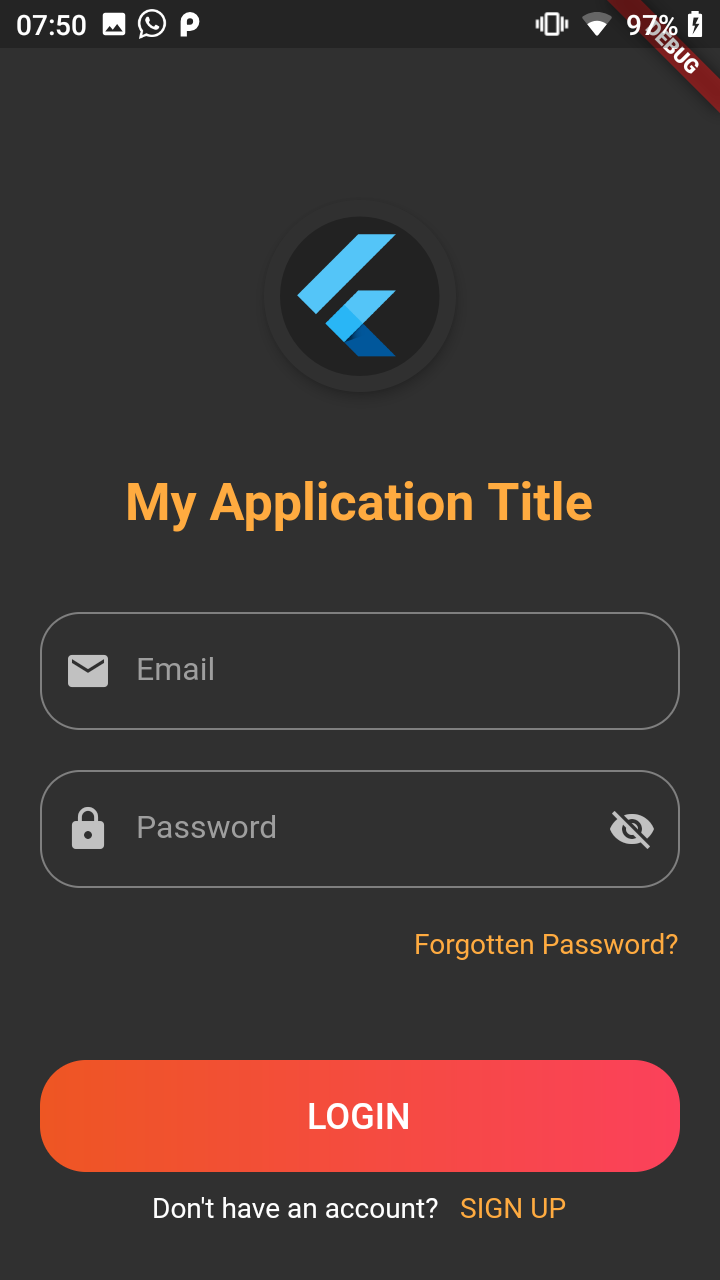 07:50 97%
DEBUG
My Application Title
Email
Password
Forgotten Password?
LOGIN
Don't have an account? SIGN UP